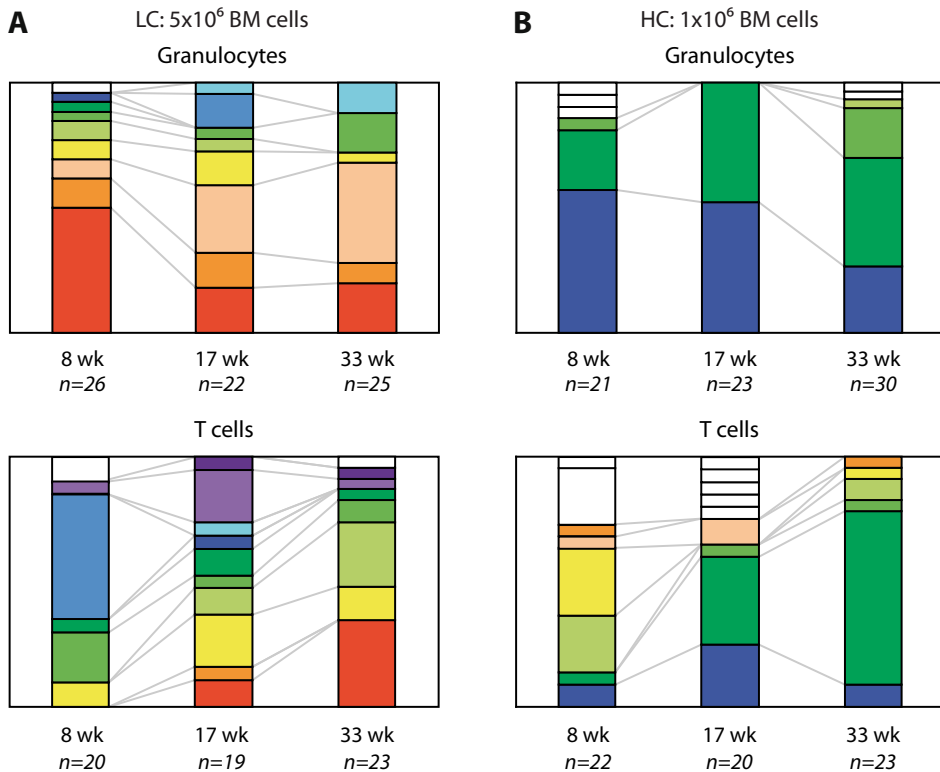 A
LC: 5x10⁶ BM cells
Granulocytes
8 wk 17 wk 33 wk
n=26 n=22 n=25
T cells
8 wk 17 wk 33 wk
n=20 n=19 n=23
B
HC: 1x10⁶ BM cells
Granulocytes
8 wk 17 wk 33 wk
n=21 n=23 n=30
T cells
8 wk 17 wk 33 wk
n=22 n=20 n=23